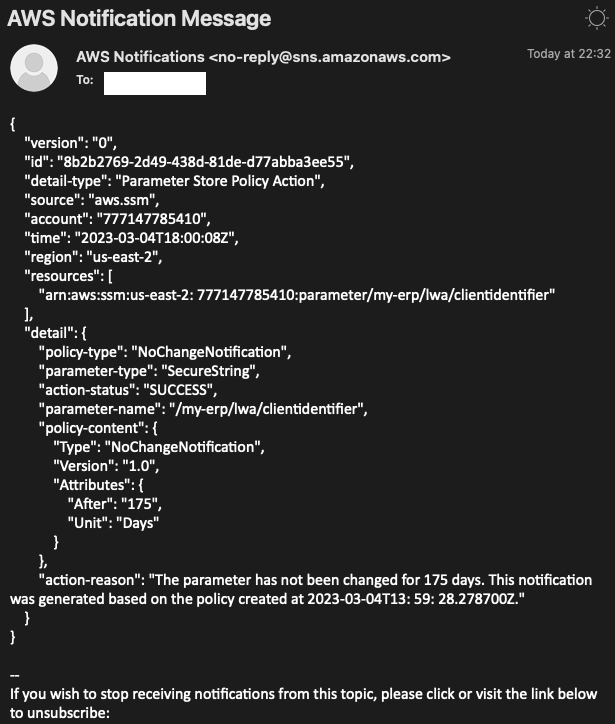 AWS Notification Message
AWS Notifications <no-reply@sns.amazonaws.com>
Today at 22:32
To:
{
"version": "0",
"id": "8b2b2769-2d49-438d-81de-d77abba3ee55",
"detail-type": "Parameter Store Policy Action",
"source": "aws.ssm",
"account": "777147785410",
"time": "2023-03-04T18:00:08Z",
"region": "us-east-2",
"resources": [
"arn:aws:ssm:us-east-2: 777147785410:parameter/my-erp/lwa/clientidentifier"
],
"detail": {
"policy-type": "NoChangeNotification",
"parameter-type": "SecureString",
"action-status": "SUCCESS",
"parameter-name": "/my-erp/lwa/clientidentifier",
"policy-content": {
"Type": "NoChangeNotification",
"Version": "1.0",
"Attributes": {
"After": "175",
"Unit": "Days"
}
},
"action-reason": "The parameter has not been changed for 175 days. This notification
was generated based on the policy created at 2023-03-04T13: 59: 28.278700Z."
}
}
--
If you wish to stop receiving notifications from this topic, please click or visit the link below
to unsubscribe: